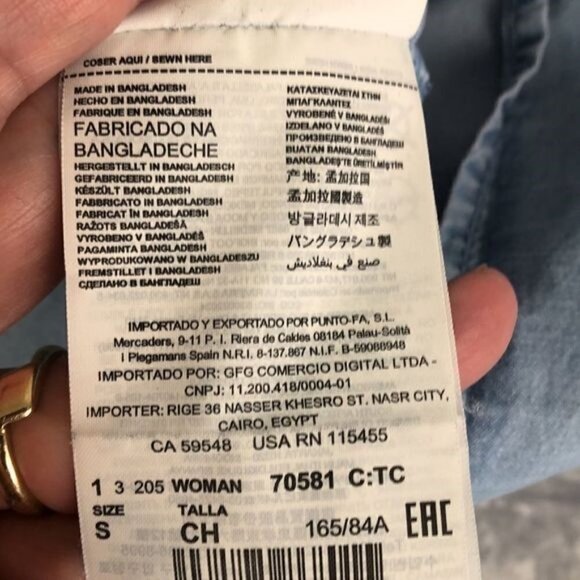 COSER AQUI / SEWN HERE
MADE IN BANGLADESH
HECHO EN BANGLADESH
FABRIQUE EN BANGLADESH
FABRICADO NA
BANGLADECHE
HERGESTELLT IN BANGLADESCH
GEFABRICEERD IN BANGLADESH
KÉSZÜLT BANGLADESH
FABBRICATO IN BANGLADESH
FABRICAT ÎN BANGLADESH
RAŽOTS BANGLADEŠĀ
VYROBENO V BANGLADÉŠ
PAGAMINTA BANGLADEŠH
WYPRODUKOWANO W BANGLADESZU
FREMSTILLET I BANGLADESH
СДЕЛАНО В БАНГЛАДЕШ
ΚΑΤΑΣΚΕΥΑΖΕΤΑΙ ΣΤΗΝ
ΜΠΑΓΚΛΑΝΤΕΣ
VYROBENÉ V BANGLADÉŠI
IZDELANO V BANGLADEŠ
ПРОИЗВЕДЕНО В БАНГЛАДЕШ
BUATAN BANGLADESH
BANGLADEŞ'TE ÜRETİLMİŞTİR
产地: 孟加拉国
孟加拉國製造
방글라데시 제조
バングラデシュ製
صنع في بنغلاديش
IMPORTADO Y EXPORTADO POR PUNTO-FA, S.L.
Mercaders, 9-11 P. I. Riera de Caldes 08184 Palau-Solità
i Plegamans Spain N.R.I. 8-137.867 N.I.F. B-59088948
IMPORTADO POR: GFG COMERCIO DIGITAL LTDA -
CNPJ: 11.200.418/0004-01
IMPORTER: RIGE 36 NASSER KHESRO ST. NASR CITY,
CAIRO, EGYPT
CA 59548 USA RN 115455
1 3 205 WOMAN 70581 C:TC
SIZE TALLA
S CH 165/84A EAC